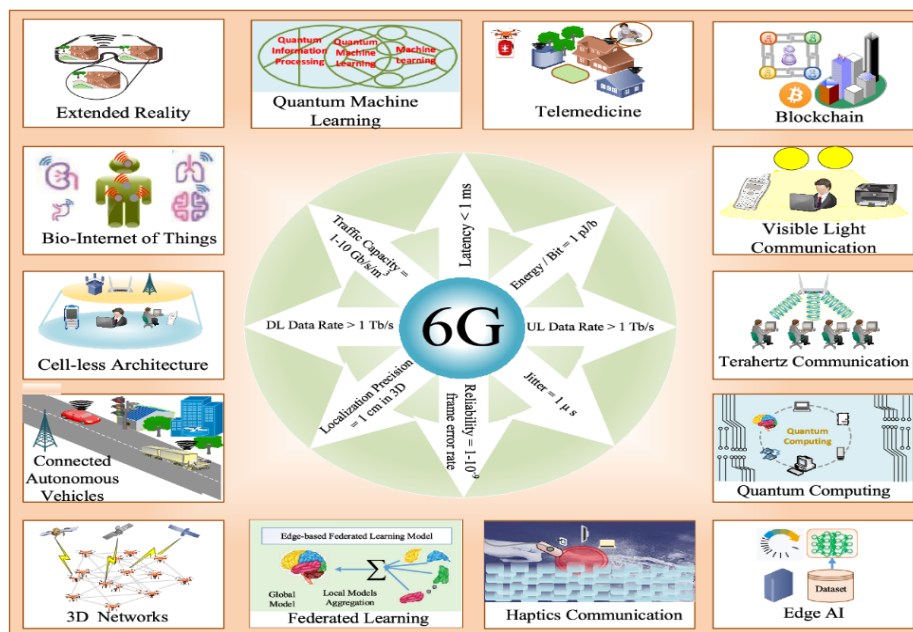 Extended Reality
Quantum
Information
Processing
Quantum
Machine
Learning
Machine
Learning
Quantum Machine
Learning
Telemedicine
Blockchain
Bio-Internet of Things
Visible Light
Communication
Cell-less Architecture
Terahertz Communication
Connected
Autonomous
Vehicles
Quantum
Computing
Quantum Computing
3D Networks
Edge-based Federated Learning Model
Σ
Global
Model
Local Models
Aggregation
Federated Learning
Haptics Communication
Dataset
Edge AI
6G
Latency < 1 ms
Energy / Bit = 1 pJ/b
UL Data Rate > 1 Tb/s
Jitter = 1 μ s
Reliability = 1-10⁻⁹
frame error rate
Localization Precision
= 1 cm in 3D
DL Data Rate > 1 Tb/s
Traffic Capacity =
1-10 Gb/s/m³